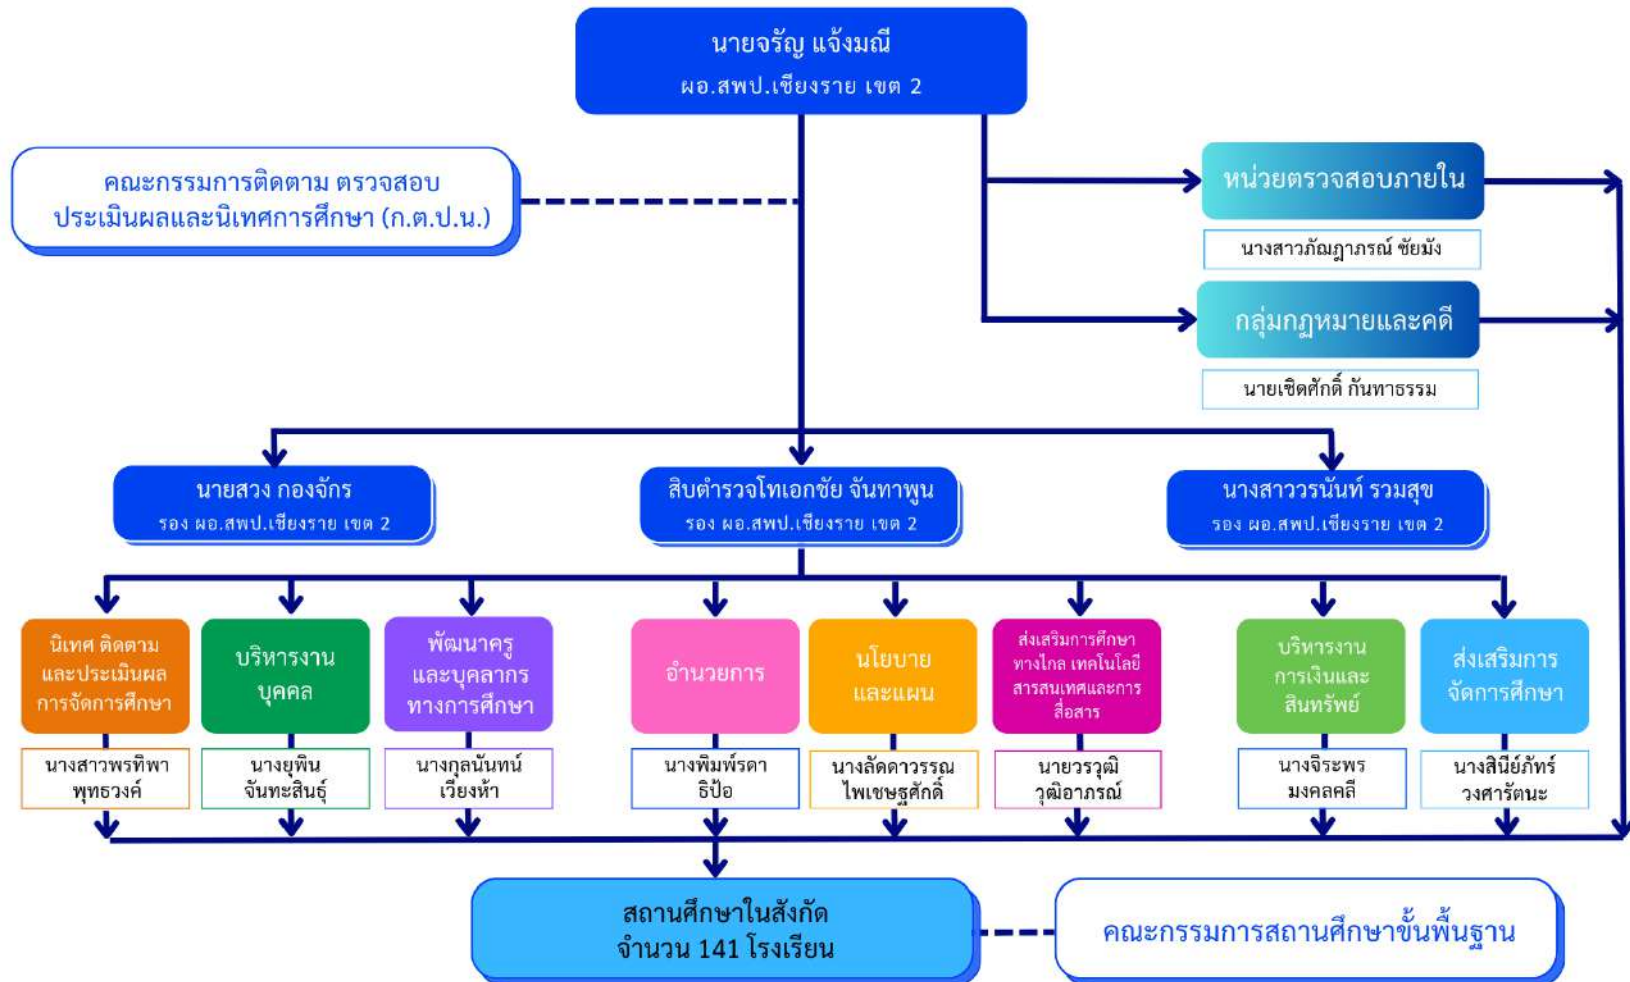 นายจรัญ แจ้งมณี
ผอ.สพป.เชียงราย เขต 2
คณะกรรมการติดตาม ตรวจสอบ
ประเมินผลและนิเทศการศึกษา (ก.ต.ป.น.)
หน่วยตรวจสอบภายใน
นางสาวภัฌฎาภรณ์ ชัยมัง
กลุ่มกฎหมายและคดี
นายเชิดศักดิ์ กันทาธรรม
นายสวง กองจักร
รอง ผอ.สพป.เชียงราย เขต 2
สิบตำรวจโทเอกชัย จันทาพูน
รอง ผอ.สพป.เชียงราย เขต 2
นางสาววรนันท์ รวมสุข
รอง ผอ.สพป.เชียงราย เขต 2
นิเทศ ติดตาม
และประเมินผล
การจัดการศึกษา
บริหารงาน
บุคคล
พัฒนาครู
และบุคลากร
ทางการศึกษา
อำนวยการ
นโยบาย
และแผน
ส่งเสริมการศึกษา
ทางไกล เทคโนโลยี
สารสนเทศและการ
สื่อสาร
บริหารงาน
การเงินและ
สินทรัพย์
ส่งเสริมการ
จัดการศึกษา
นางสาวพรทิพา
พุทธวงค์
นางยุพิน
จันทะสินธุ์
นางกุลนันทน์
เวียงห้า
นางพิมพ์รดา
ธิป้อ
นางลัดดาวรรณ
ไพเชษฐศักดิ์
นายวรวุฒิ
วุฒิอาภรณ์
นางจิระพร
มงคลคลี
นางสินีย์ภัทร์
วงศารัตนะ
สถานศึกษาในสังกัด
จำนวน 141 โรงเรียน
คณะกรรมการสถานศึกษาขั้นพื้นฐาน